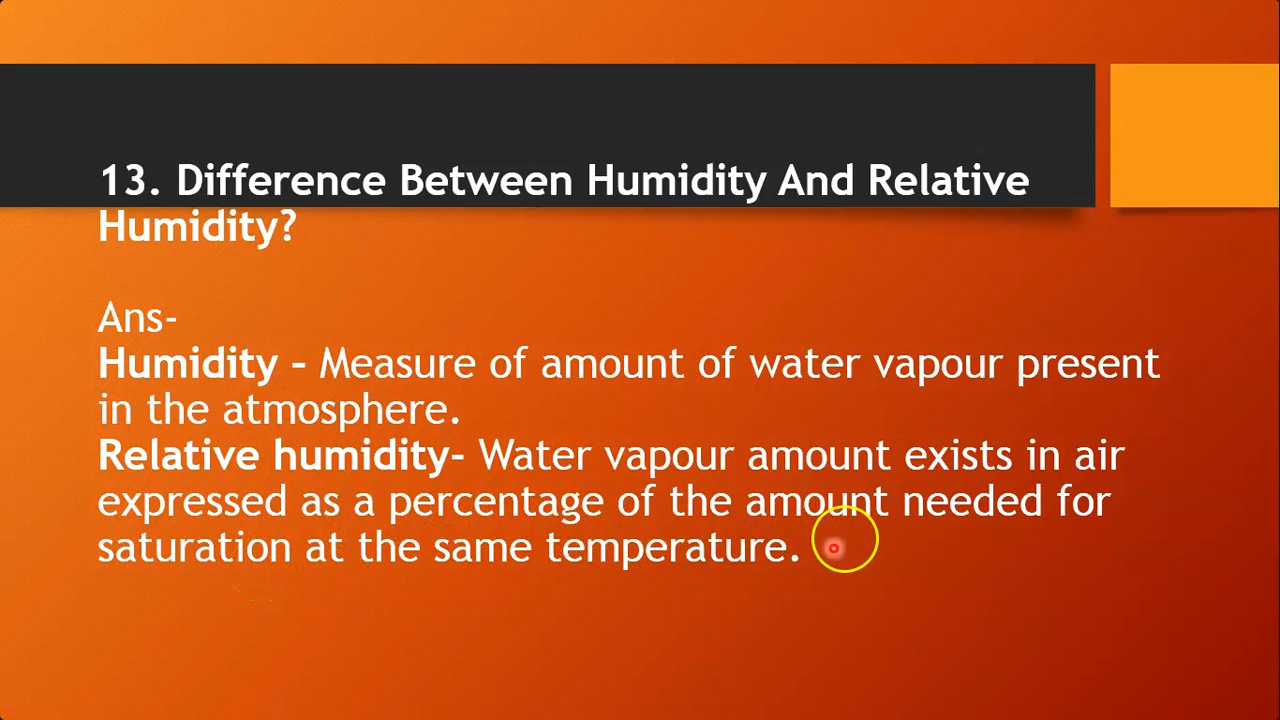 13. Difference Between Humidity And Relative
Humidity?
Ans-
Humidity – Measure of amount of water vapour present
in the atmosphere.
Relative humidity- Water vapour amount exists in air
expressed as a percentage of the amount needed for
saturation at the same temperature.